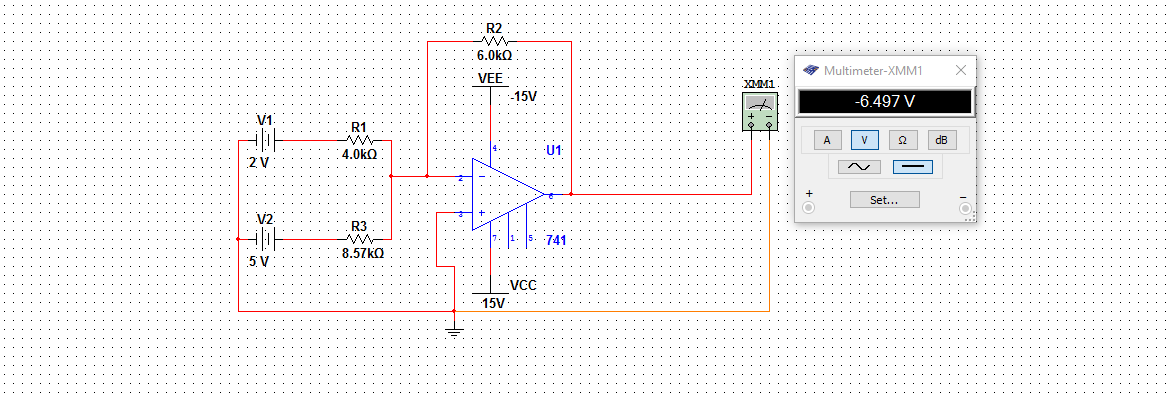 R2
6.0kΩ
VEE
-15V
XMM1
+ −
Multimeter-XMM1
-6.497 V
A V Ω dB
+ −
Set...
V1
2 V
R1
4.0kΩ
4
U1
2
−
6
3
+
V2
5 V
R3
8.57kΩ
7 1 5
741
VCC
15V